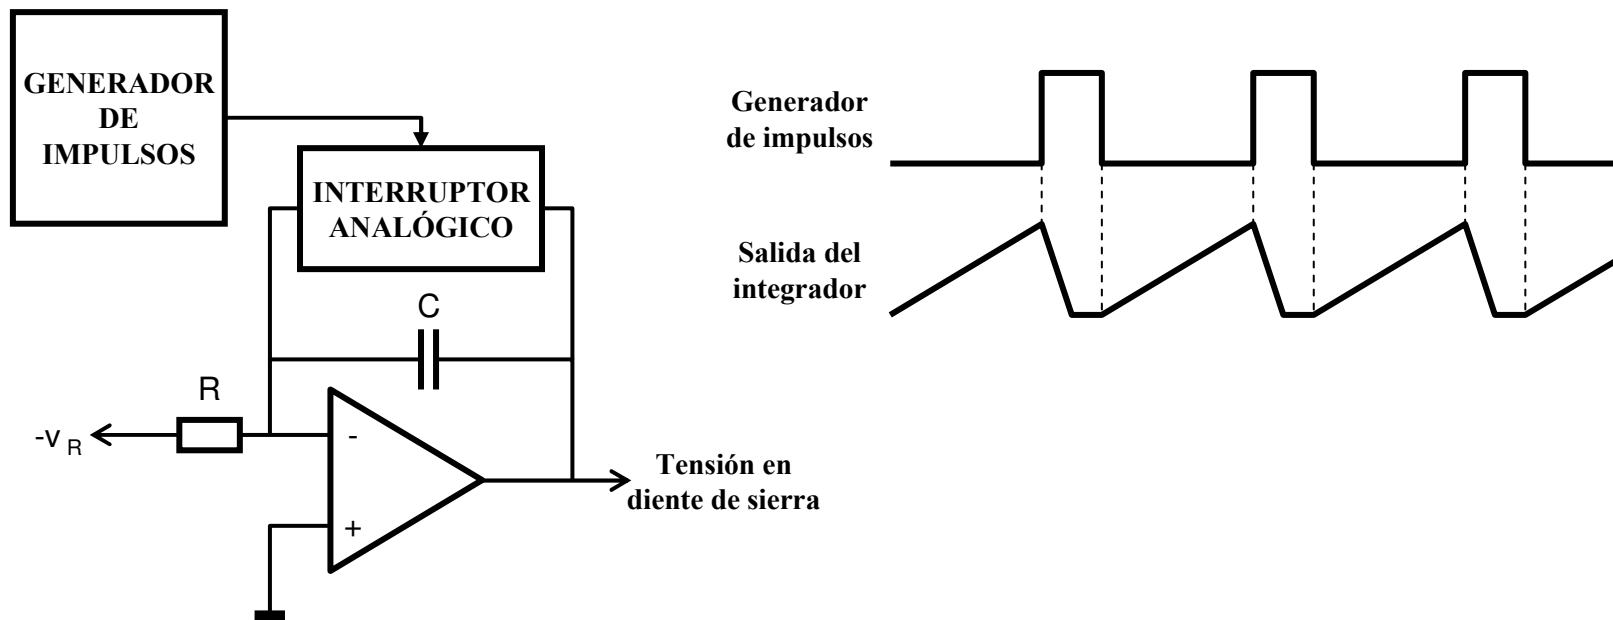 GENERADOR
DE
IMPULSOS
INTERRUPTOR
ANALÓGICO
C
R
-v R
-
+
Tensión en
diente de sierra
Generador
de impulsos
Salida del
integrador